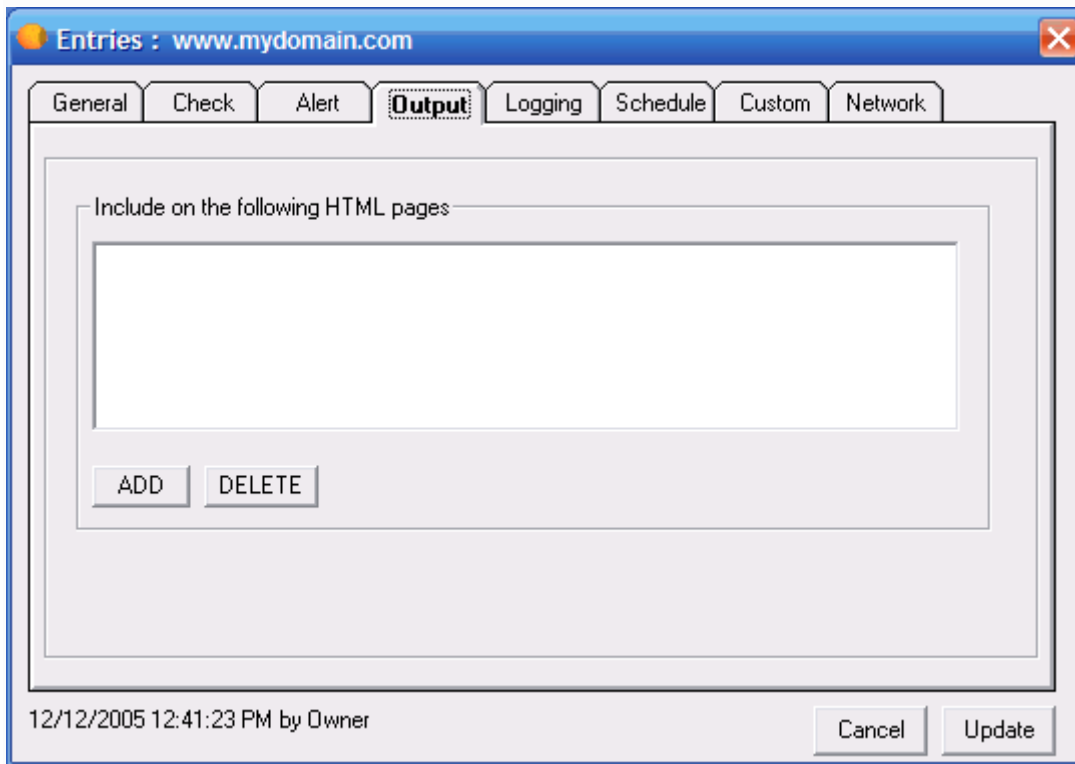 Entries : www.mydomain.com
General Check Alert Output Logging Schedule Custom Network
Include on the following HTML pages
ADD DELETE
12/12/2005 12:41:23 PM by Owner
Cancel Update